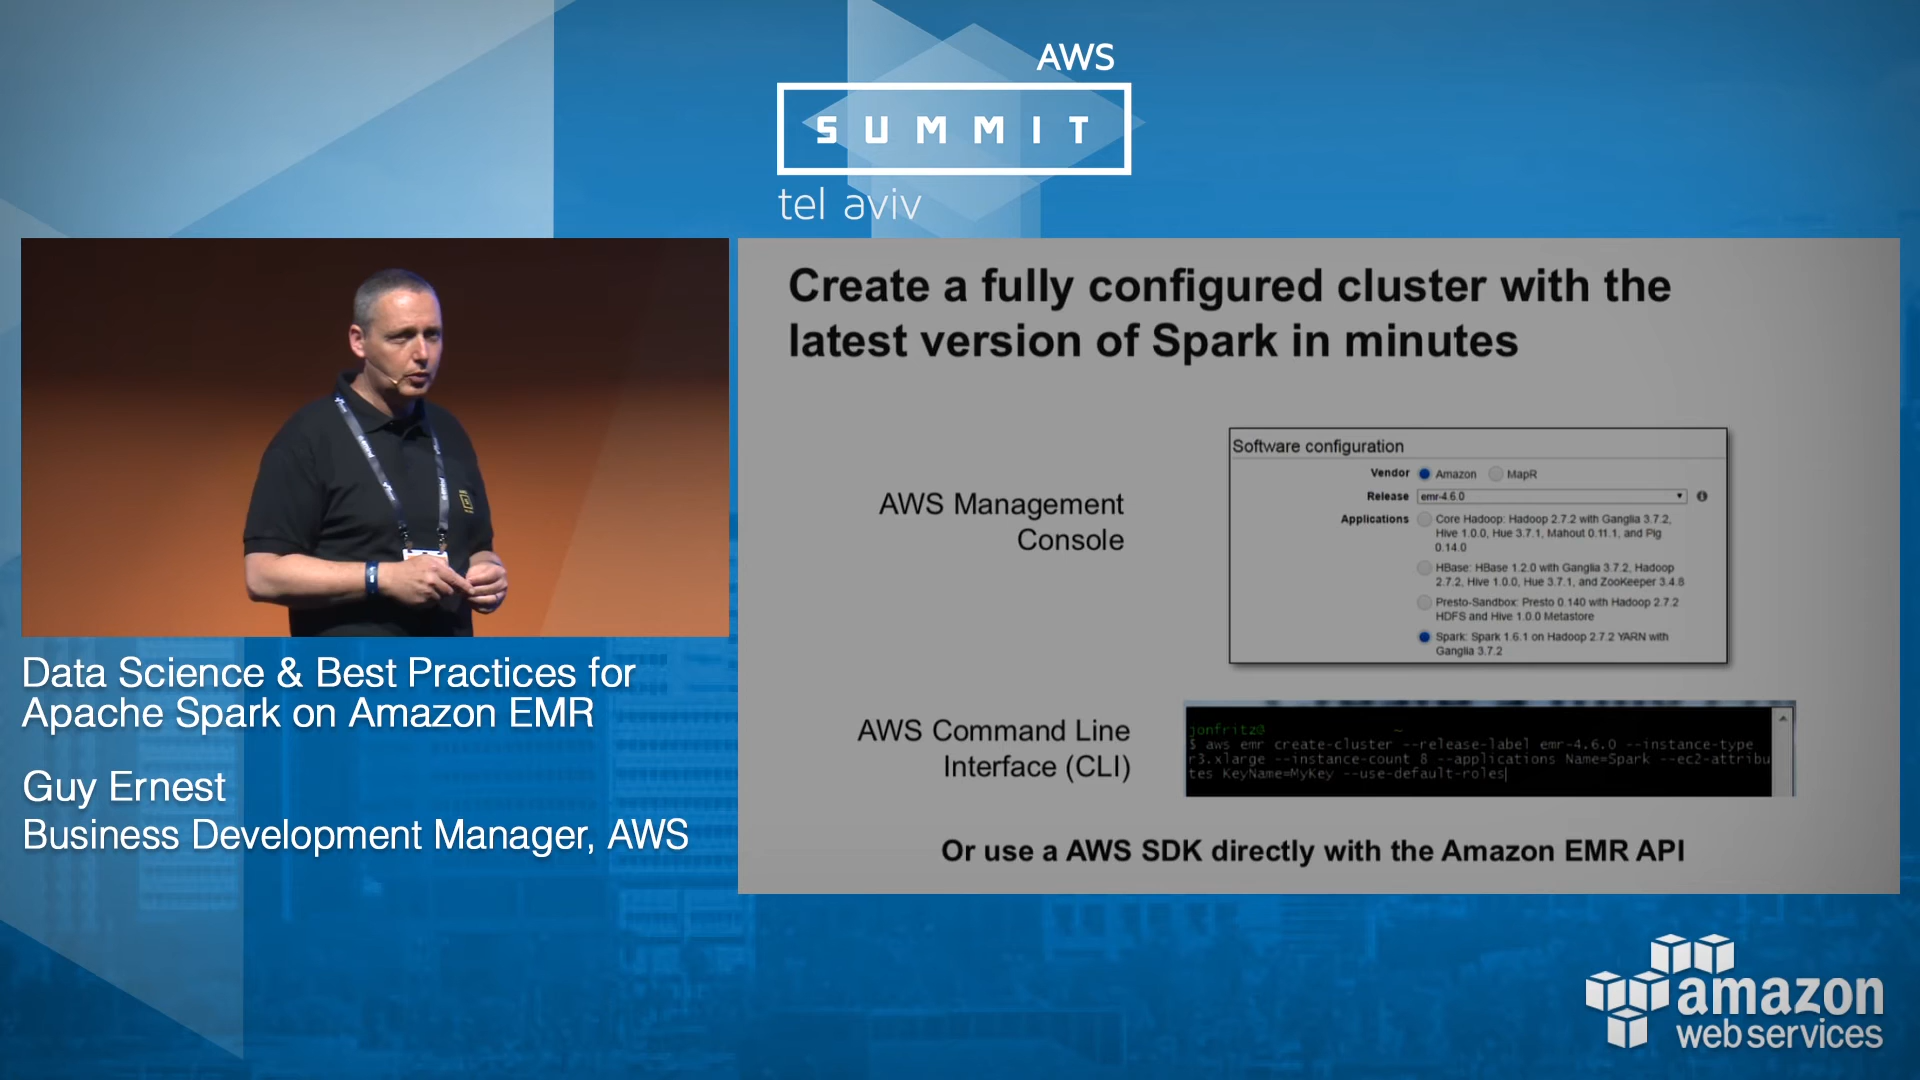 AWS
SUMMIT
tel aviv
Create a fully configured cluster with the
latest version of Spark in minutes
AWS Management
Console
Software configuration
Vendor Amazon MapR
Release emr-4.6.0
Applications Core Hadoop: Hadoop 2.7.2 with Ganglia 3.7.2,
Hive 1.0.0, Hue 3.7.1, Mahout 0.11.1, and Pig
0.14.0
HBase: HBase 1.2.0 with Ganglia 3.7.2, Hadoop
2.7.2, Hive 1.0.0, Hue 3.7.1, and ZooKeeper 3.4.8
Presto-Sandbox: Presto 0.140 with Hadoop 2.7.2
HDFS and Hive 1.0.0 Metastore
Spark: Spark 1.6.1 on Hadoop 2.7.2 YARN with
Ganglia 3.7.2
AWS Command Line
Interface (CLI)
jonfritz@ ~
$ aws emr create-cluster --release-label emr-4.6.0 --instance-type
r3.xlarge --instance-count 8 --applications Name=Spark --ec2-attribu
tes KeyName=MyKey --use-default-roles
Or use a AWS SDK directly with the Amazon EMR API
Data Science & Best Practices for
Apache Spark on Amazon EMR
Guy Ernest
Business Development Manager, AWS
amazon
web services